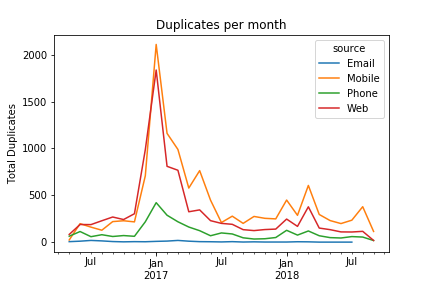 Duplicates per month
source
Email
Mobile
Phone
Web
Total Duplicates
2000
1500
1000
500
0
Jul
Jan
2017
Jul
Jan
2018
Jul